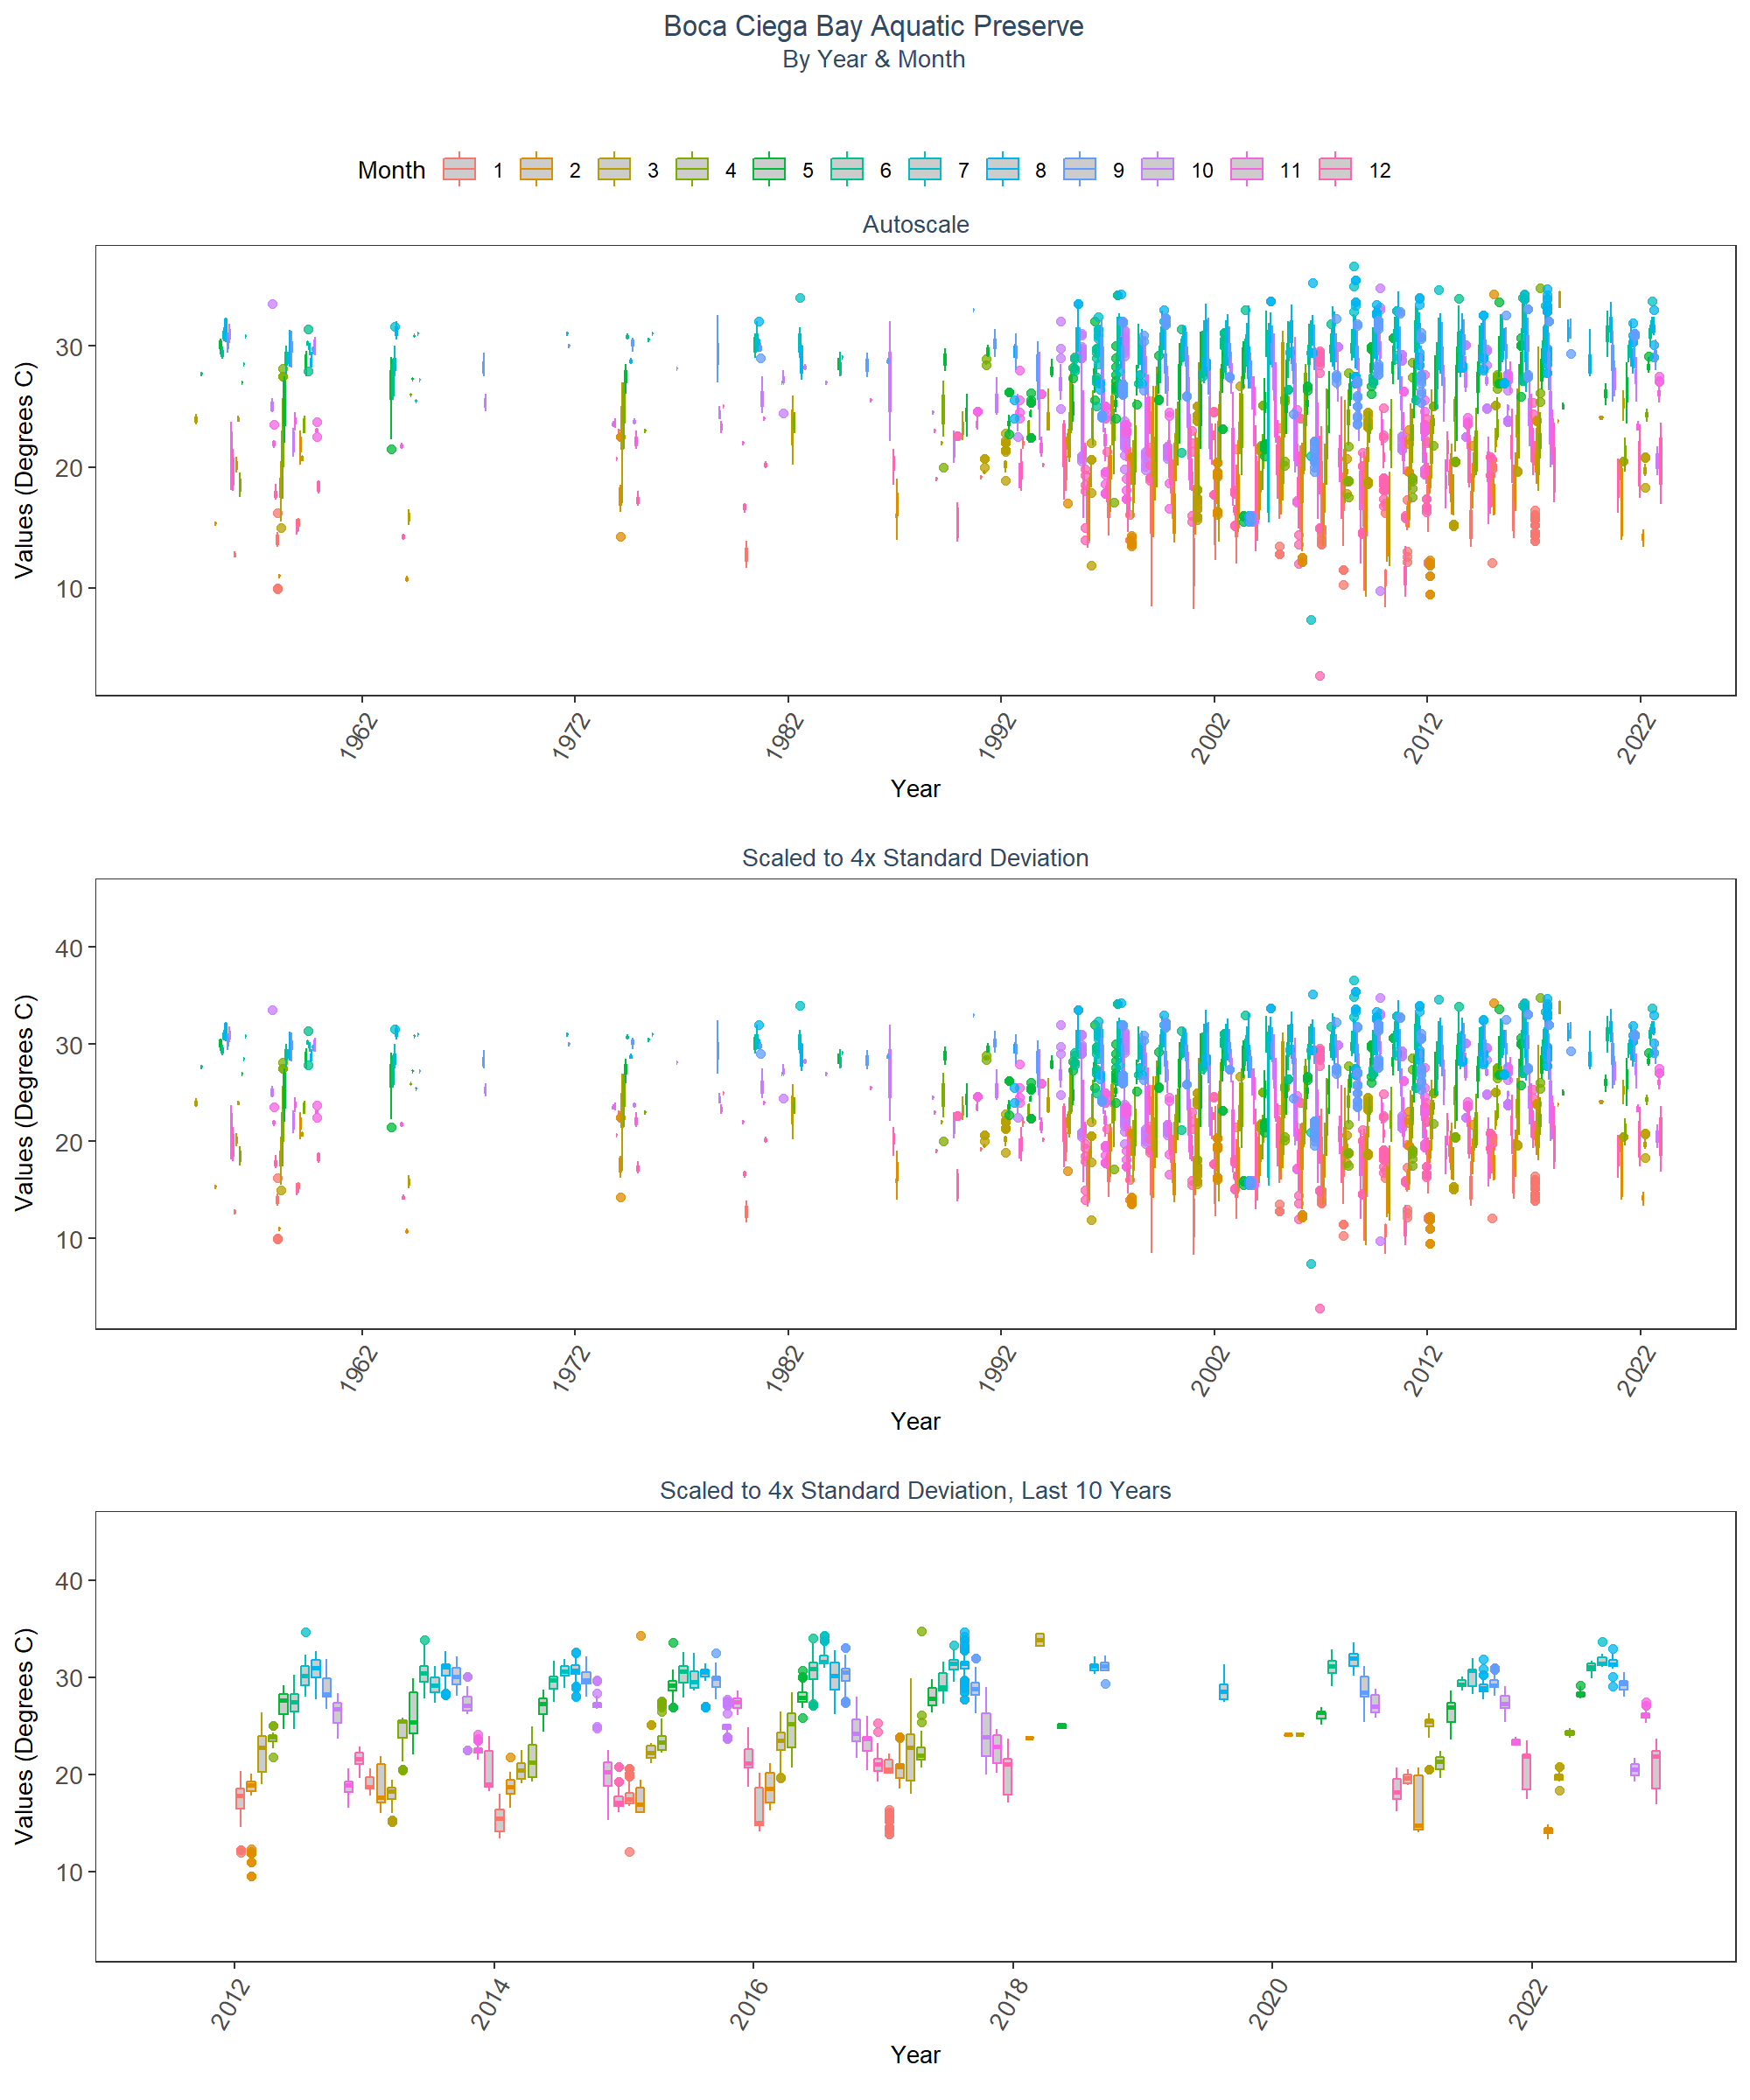 Boca Ciega Bay Aquatic Preserve
By Year & Month
Month 1 2 3 4 5 6 7 8 9 10 11 12
Autoscale
Values (Degrees C)
30
20
10
1962 1972 1982 1992 2002 2012 2022
Year
Scaled to 4x Standard Deviation
Values (Degrees C)
40
30
20
10
1962 1972 1982 1992 2002 2012 2022
Year
Scaled to 4x Standard Deviation, Last 10 Years
Values (Degrees C)
40
30
20
10
2012 2014 2016 2018 2020 2022
Year